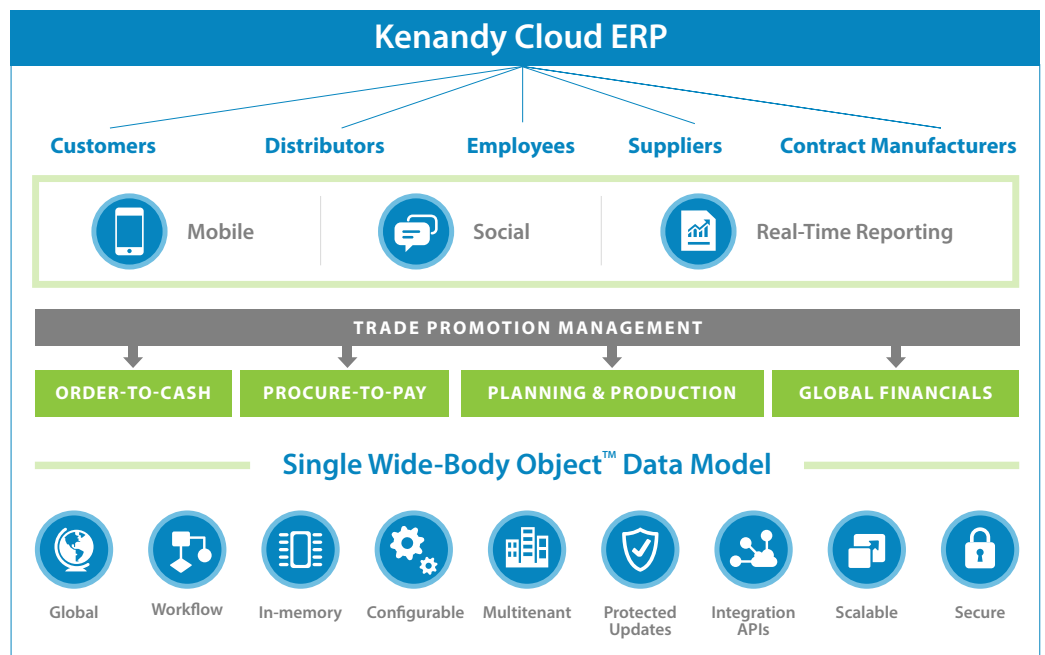 Kenandy Cloud ERP
Customers Distributors Employees Suppliers Contract Manufacturers
Mobile Social Real-Time Reporting
TRADE PROMOTION MANAGEMENT
ORDER-TO-CASH PROCURE-TO-PAY PLANNING & PRODUCTION GLOBAL FINANCIALS
Single Wide-Body Object™ Data Model
Global Workflow In-memory Configurable Multitenant Protected Updates Integration APIs Scalable Secure